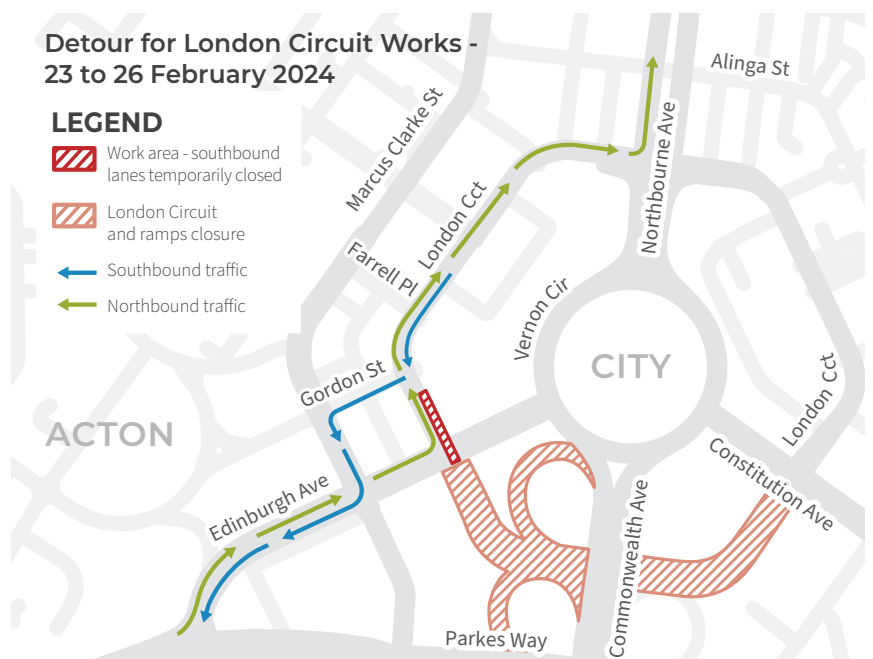 Detour for London Circuit Works -
23 to 26 February 2024
LEGEND
Work area - southbound
lanes temporarily closed
London Circuit
and ramps closure
Southbound traffic
Northbound traffic
Alinga St
Marcus Clarke St
Northbourne Ave
London Cct
Farrell Pl
Vernon Cir
CITY
Gordon St
ACTON
London Cct
Constitution Ave
Edinburgh Ave
Commonwealth Ave
Parkes Way